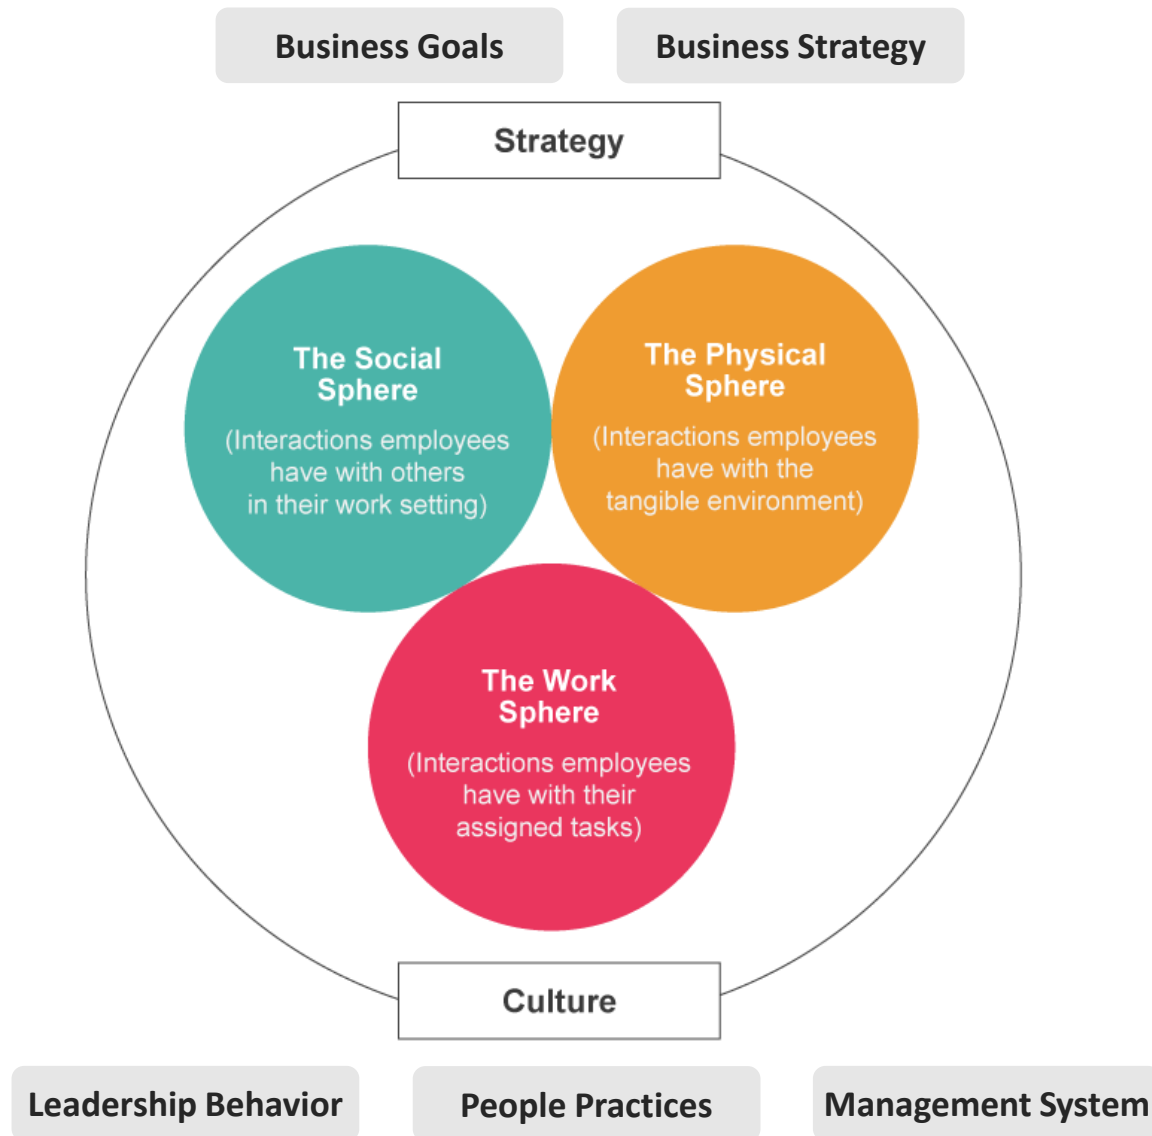 Business Goals
Business Strategy
Strategy
The Social
Sphere
(Interactions employees
have with others
in their work setting)
The Physical
Sphere
(Interactions employees
have with the
tangible environment)
The Work
Sphere
(Interactions employees
have with their
assigned tasks)
Culture
Leadership Behavior
People Practices
Management System